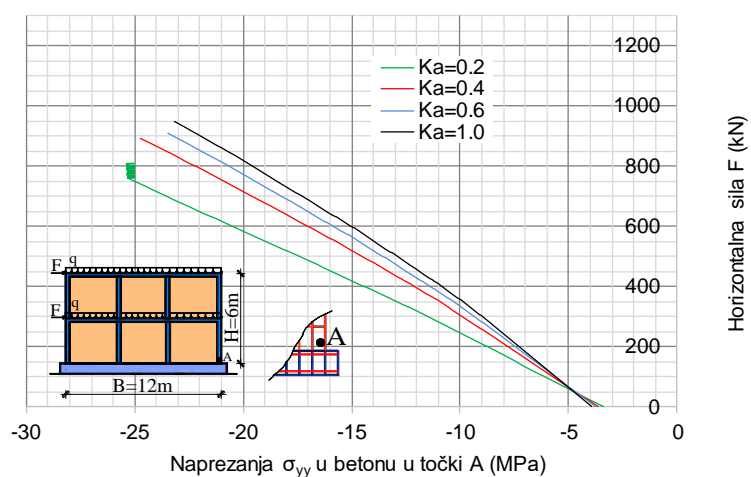 1200
1000
800
600
400
200
0
Horizontalna sila F (kN)
Ka=0.2
Ka=0.4
Ka=0.6
Ka=1.0
F q
F q
H=6m
A
B=12m
A
-30 -25 -20 -15 -10 -5 0
Naprezanja σyy u betonu u točki A (MPa)